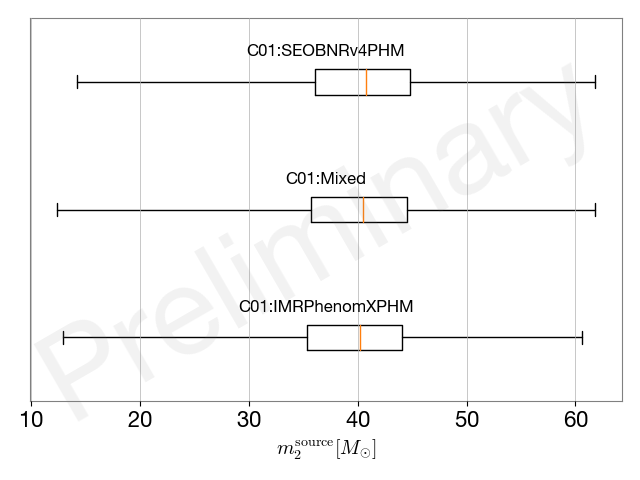 C01:SEOBNRv4PHM
C01:Mixed
C01:IMRPhenomXPHM
Preliminary
10 20 30 40 50 60
m₂^source [M⊙]